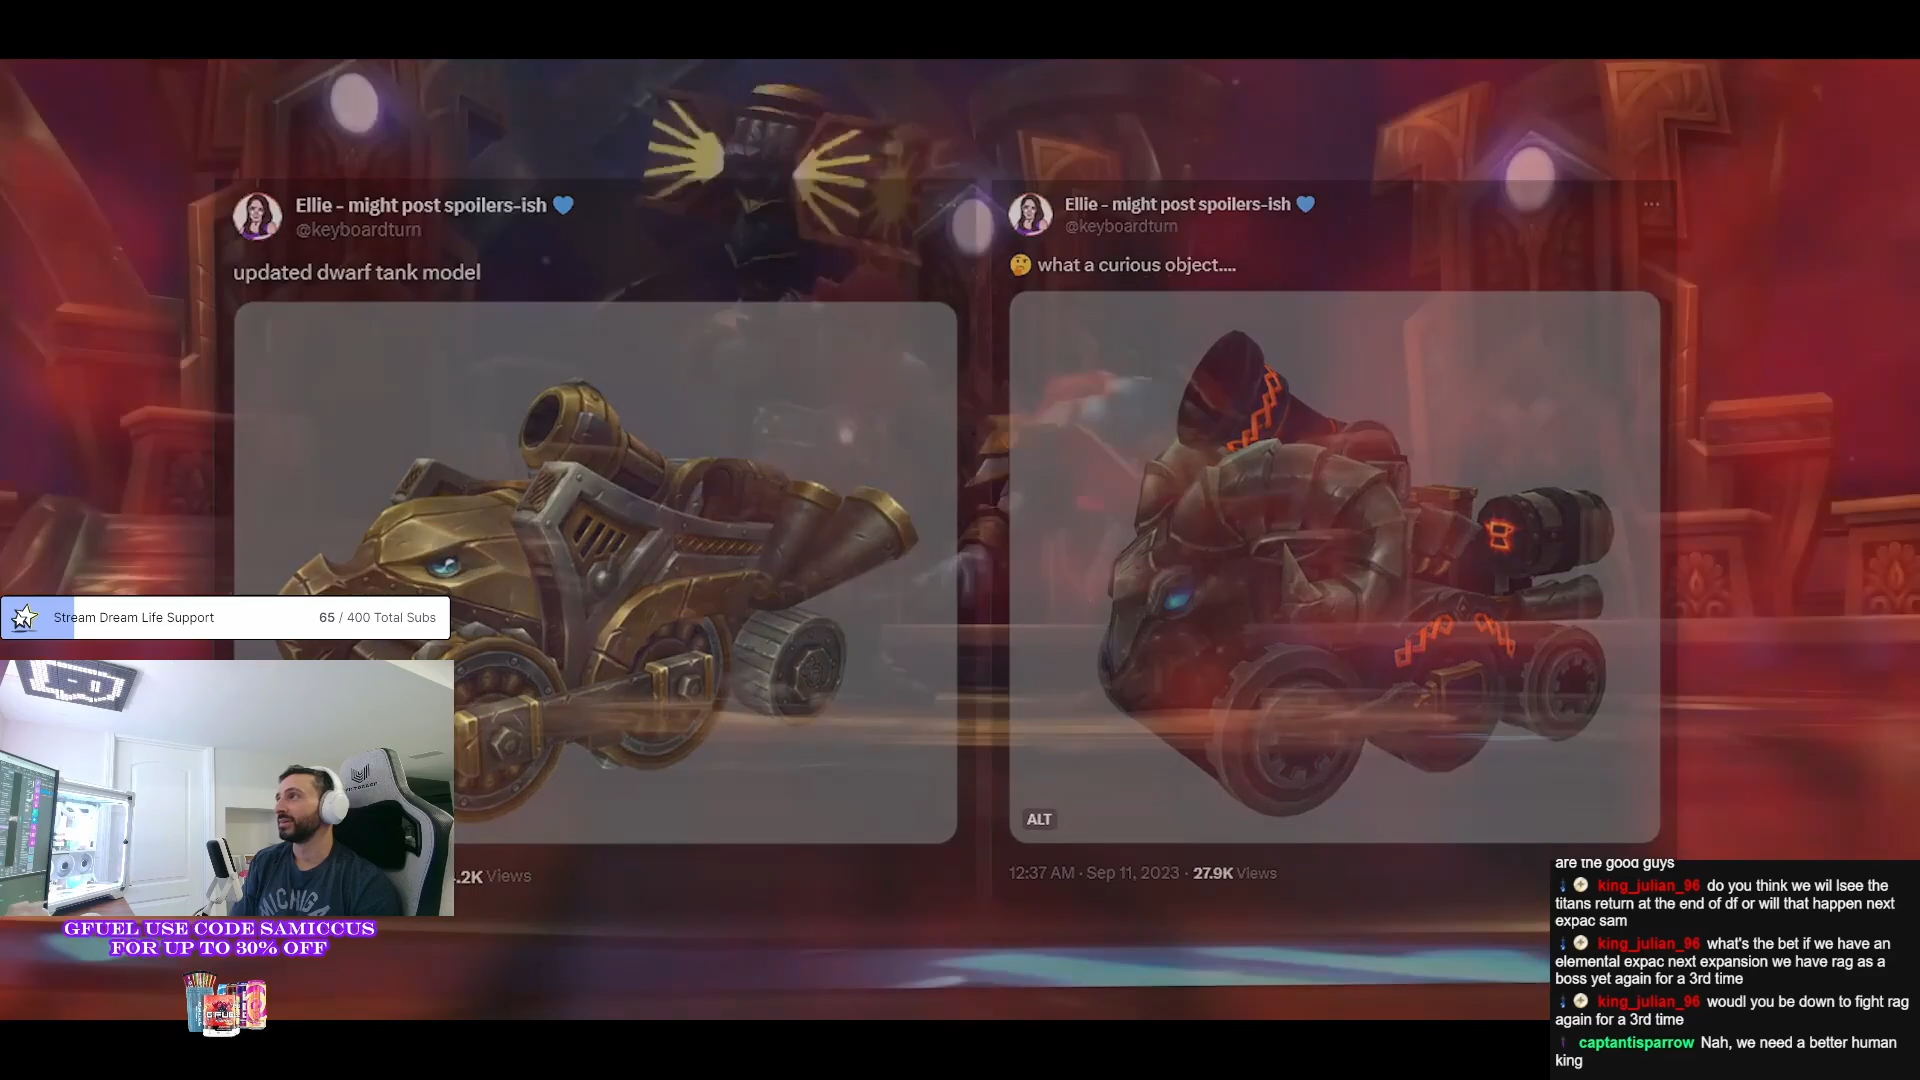 Ellie - might post spoilers-ish 💙
@keyboardturn
updated dwarf tank model
.2K Views
Ellie - might post spoilers-ish 💙
@keyboardturn
🤔 what a curious object....
ALT
12:37 AM · Sep 11, 2023 · 27.9K Views
Stream Dream Life Support 65 / 400 Total Subs
MICHIGA
GFUEL USE CODE SAMICCUS
FOR UP TO 30% OFF
GFUEL
are the good guys
king_julian_96 do you think we wil lsee the
titans return at the end of df or will that happen next
expac sam
king_julian_96 what's the bet if we have an
elemental expac next expansion we have rag as a
boss yet again for a 3rd time
king_julian_96 woudl you be down to fight rag
again for a 3rd time
captantisparrow Nah, we need a better human
king